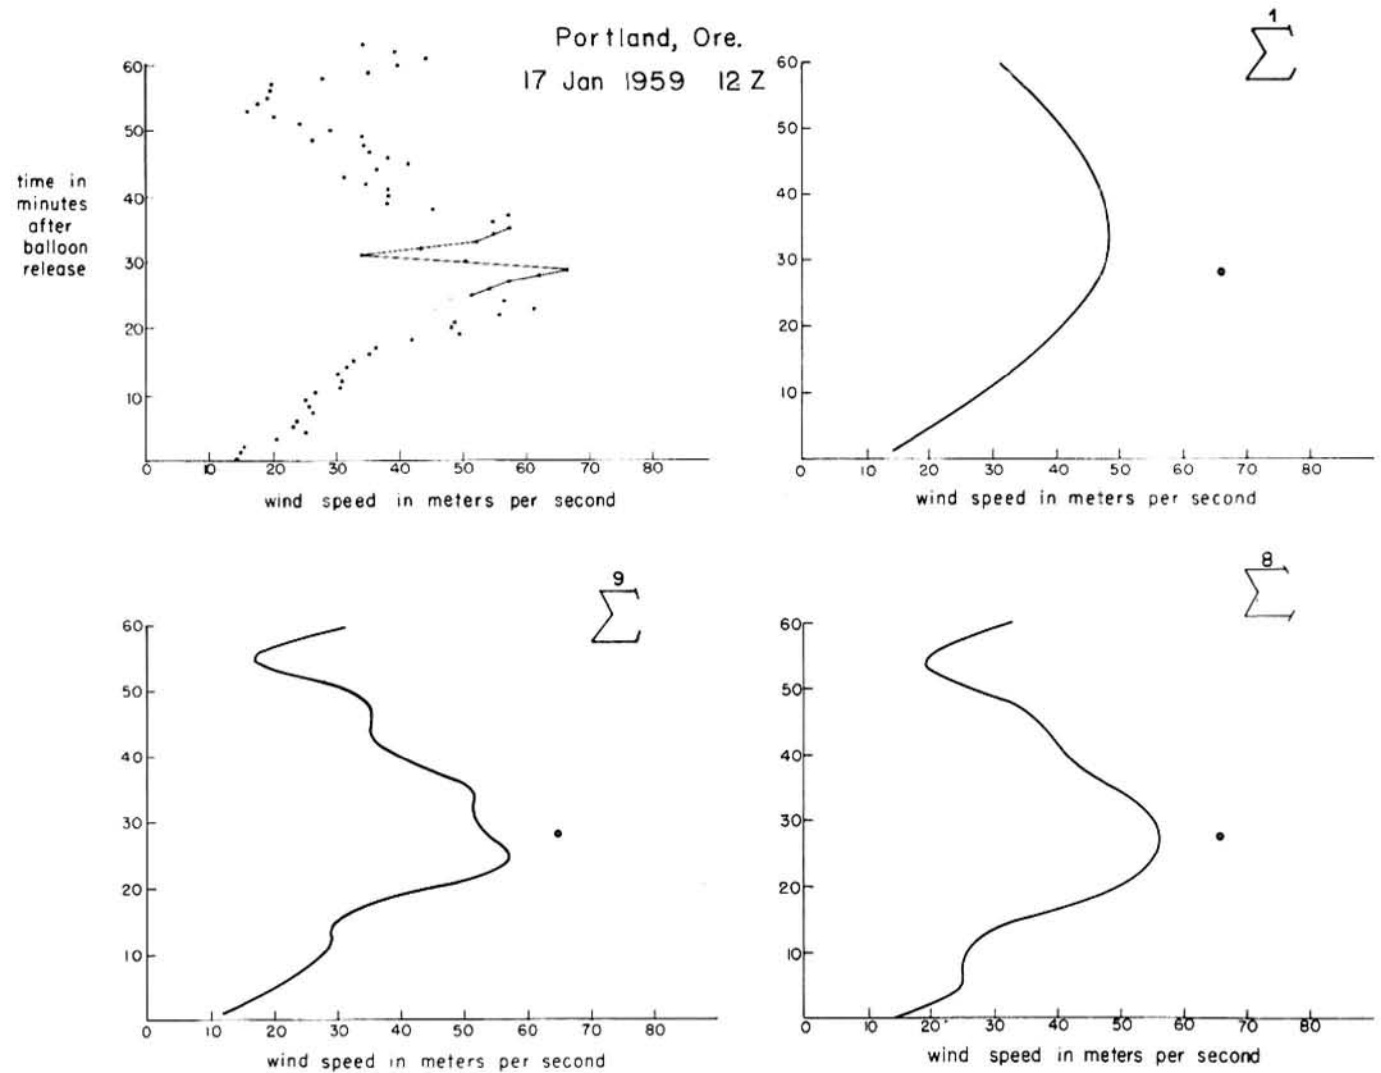 Portland, Ore.
17 Jan 1959 12 Z
60
50
40
30
20
10
time in
minutes
after
balloon
release
0 10 20 30 40 50 60 70 80
wind speed in meters per second
1
∑
60
50
40
30
20
10
0 10 20 30 40 50 60 70 80
wind speed in meters per second
9
∑
60
50
40
30
20
10
0 10 20 30 40 50 60 70 80
wind speed in meters per second
8
∑
60
50
40
30
20
10
0 10 20 30 40 50 60 70 80
wind speed in meters per second